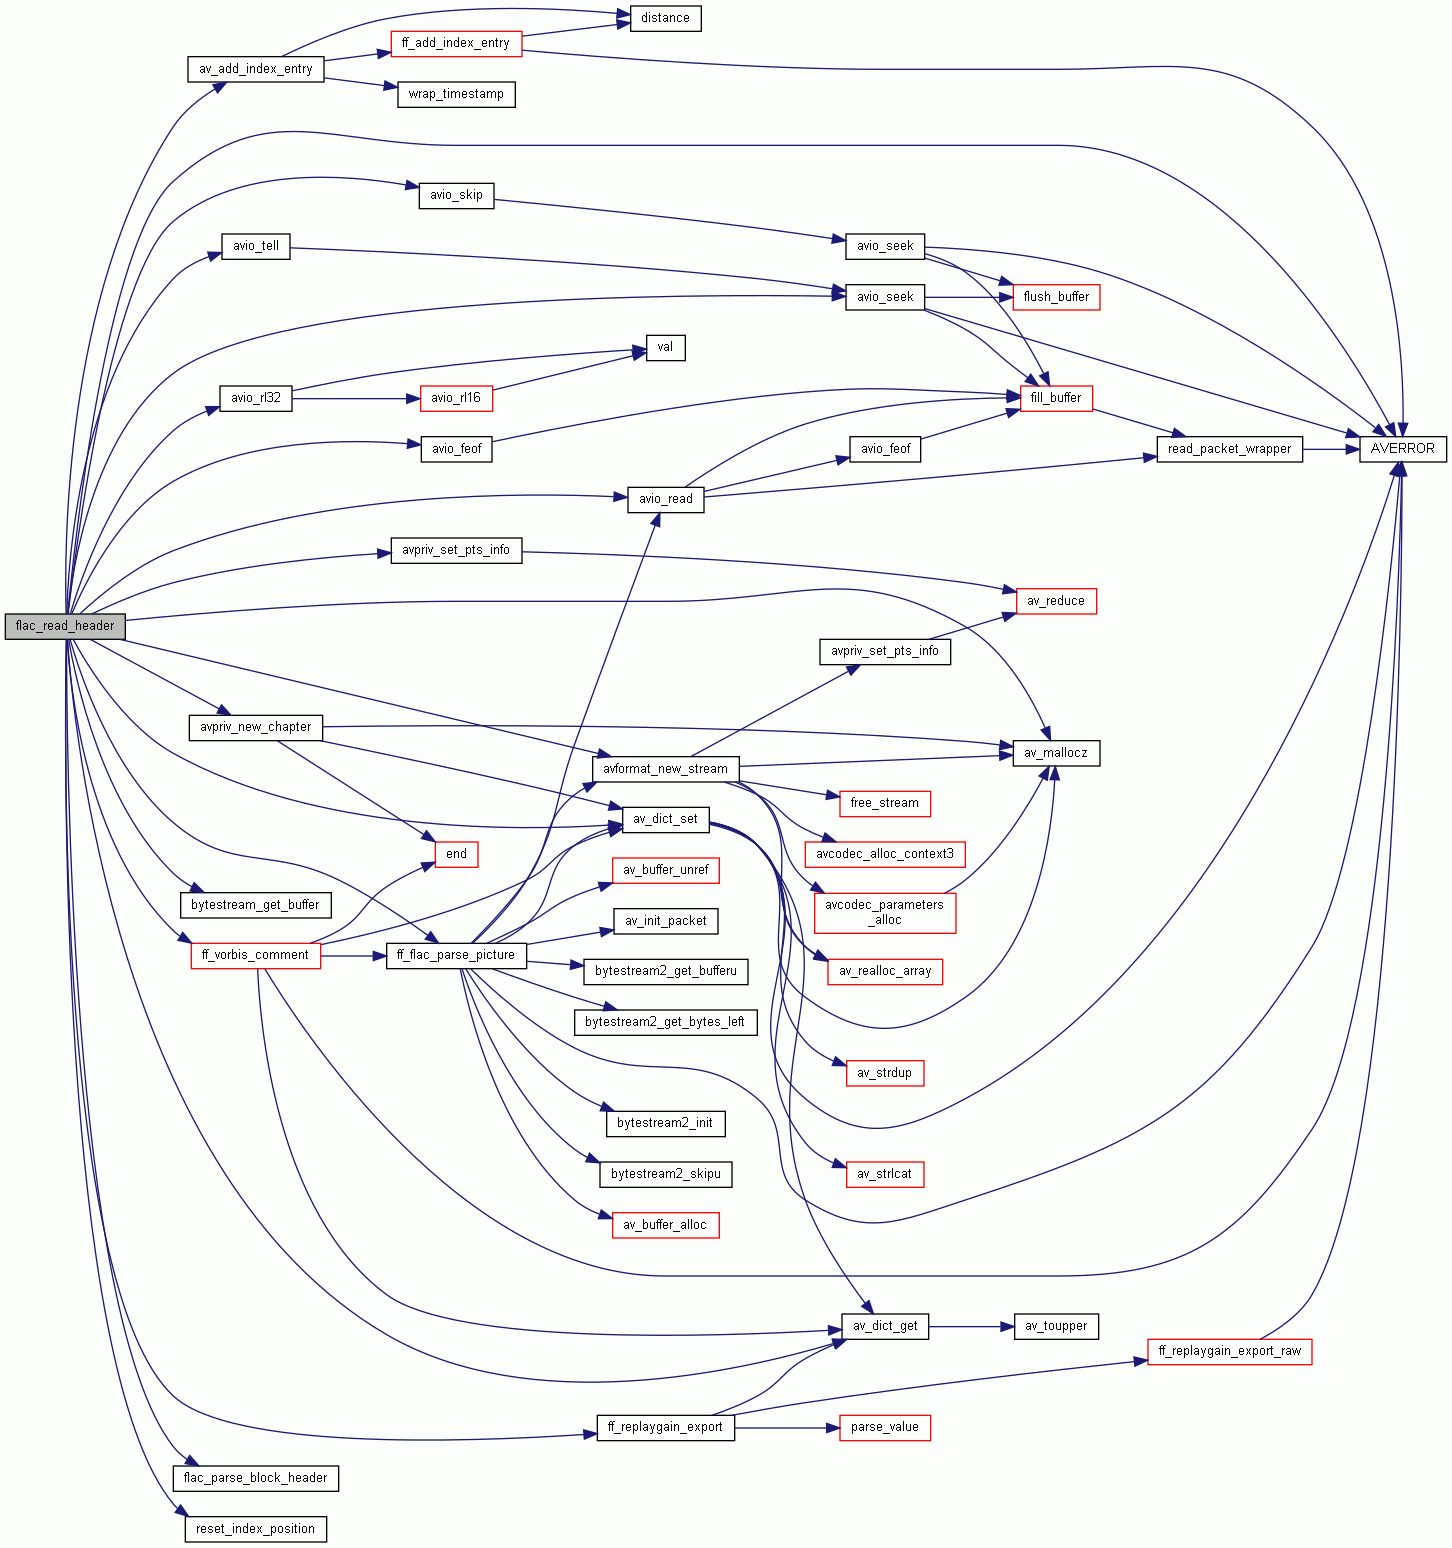 distance
ff_add_index_entry
av_add_index_entry
wrap_timestamp
avio_skip
avio_tell
avio_seek
avio_seek
flush_buffer
val
avio_rl32
avio_rl16
fill_buffer
avio_feof
avio_feof
read_packet_wrapper
AVERROR
avio_read
avpriv_set_pts_info
av_reduce
flac_read_header
avpriv_set_pts_info
avpriv_new_chapter
av_mallocz
avformat_new_stream
free_stream
av_dict_set
end
avcodec_alloc_context3
av_buffer_unref
bytestream_get_buffer
avcodec_parameters
_alloc
av_init_packet
ff_vorbis_comment
ff_flac_parse_picture
bytestream2_get_bufferu
av_realloc_array
bytestream2_get_bytes_left
av_strdup
bytestream2_init
bytestream2_skipu
av_strlcat
av_buffer_alloc
av_dict_get
av_toupper
ff_replaygain_export_raw
ff_replaygain_export
parse_value
flac_parse_block_header
reset_index_position